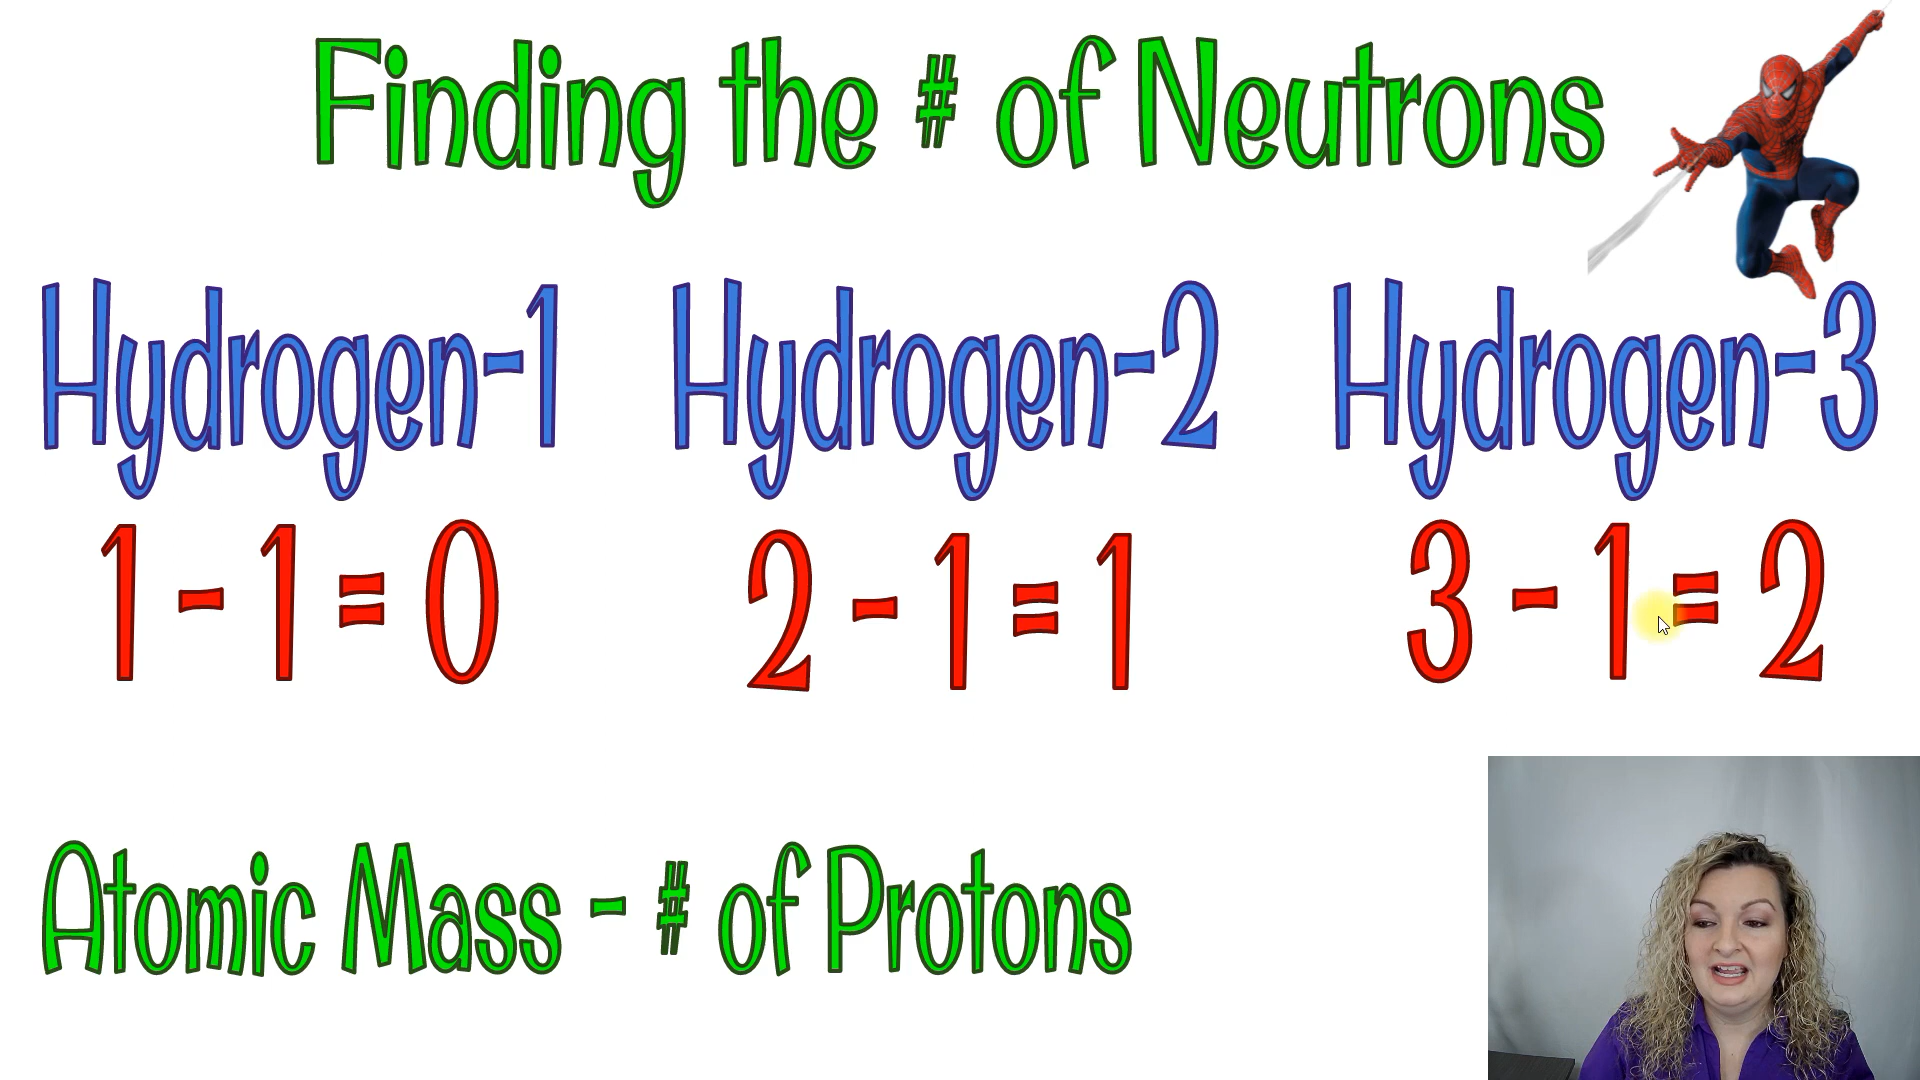 Finding the # of Neutrons
Hydrogen-1 Hydrogen-2 Hydrogen-3
1 - 1 = 0 2 - 1 = 1 3 - 1 = 2
Atomic Mass - # of Protons